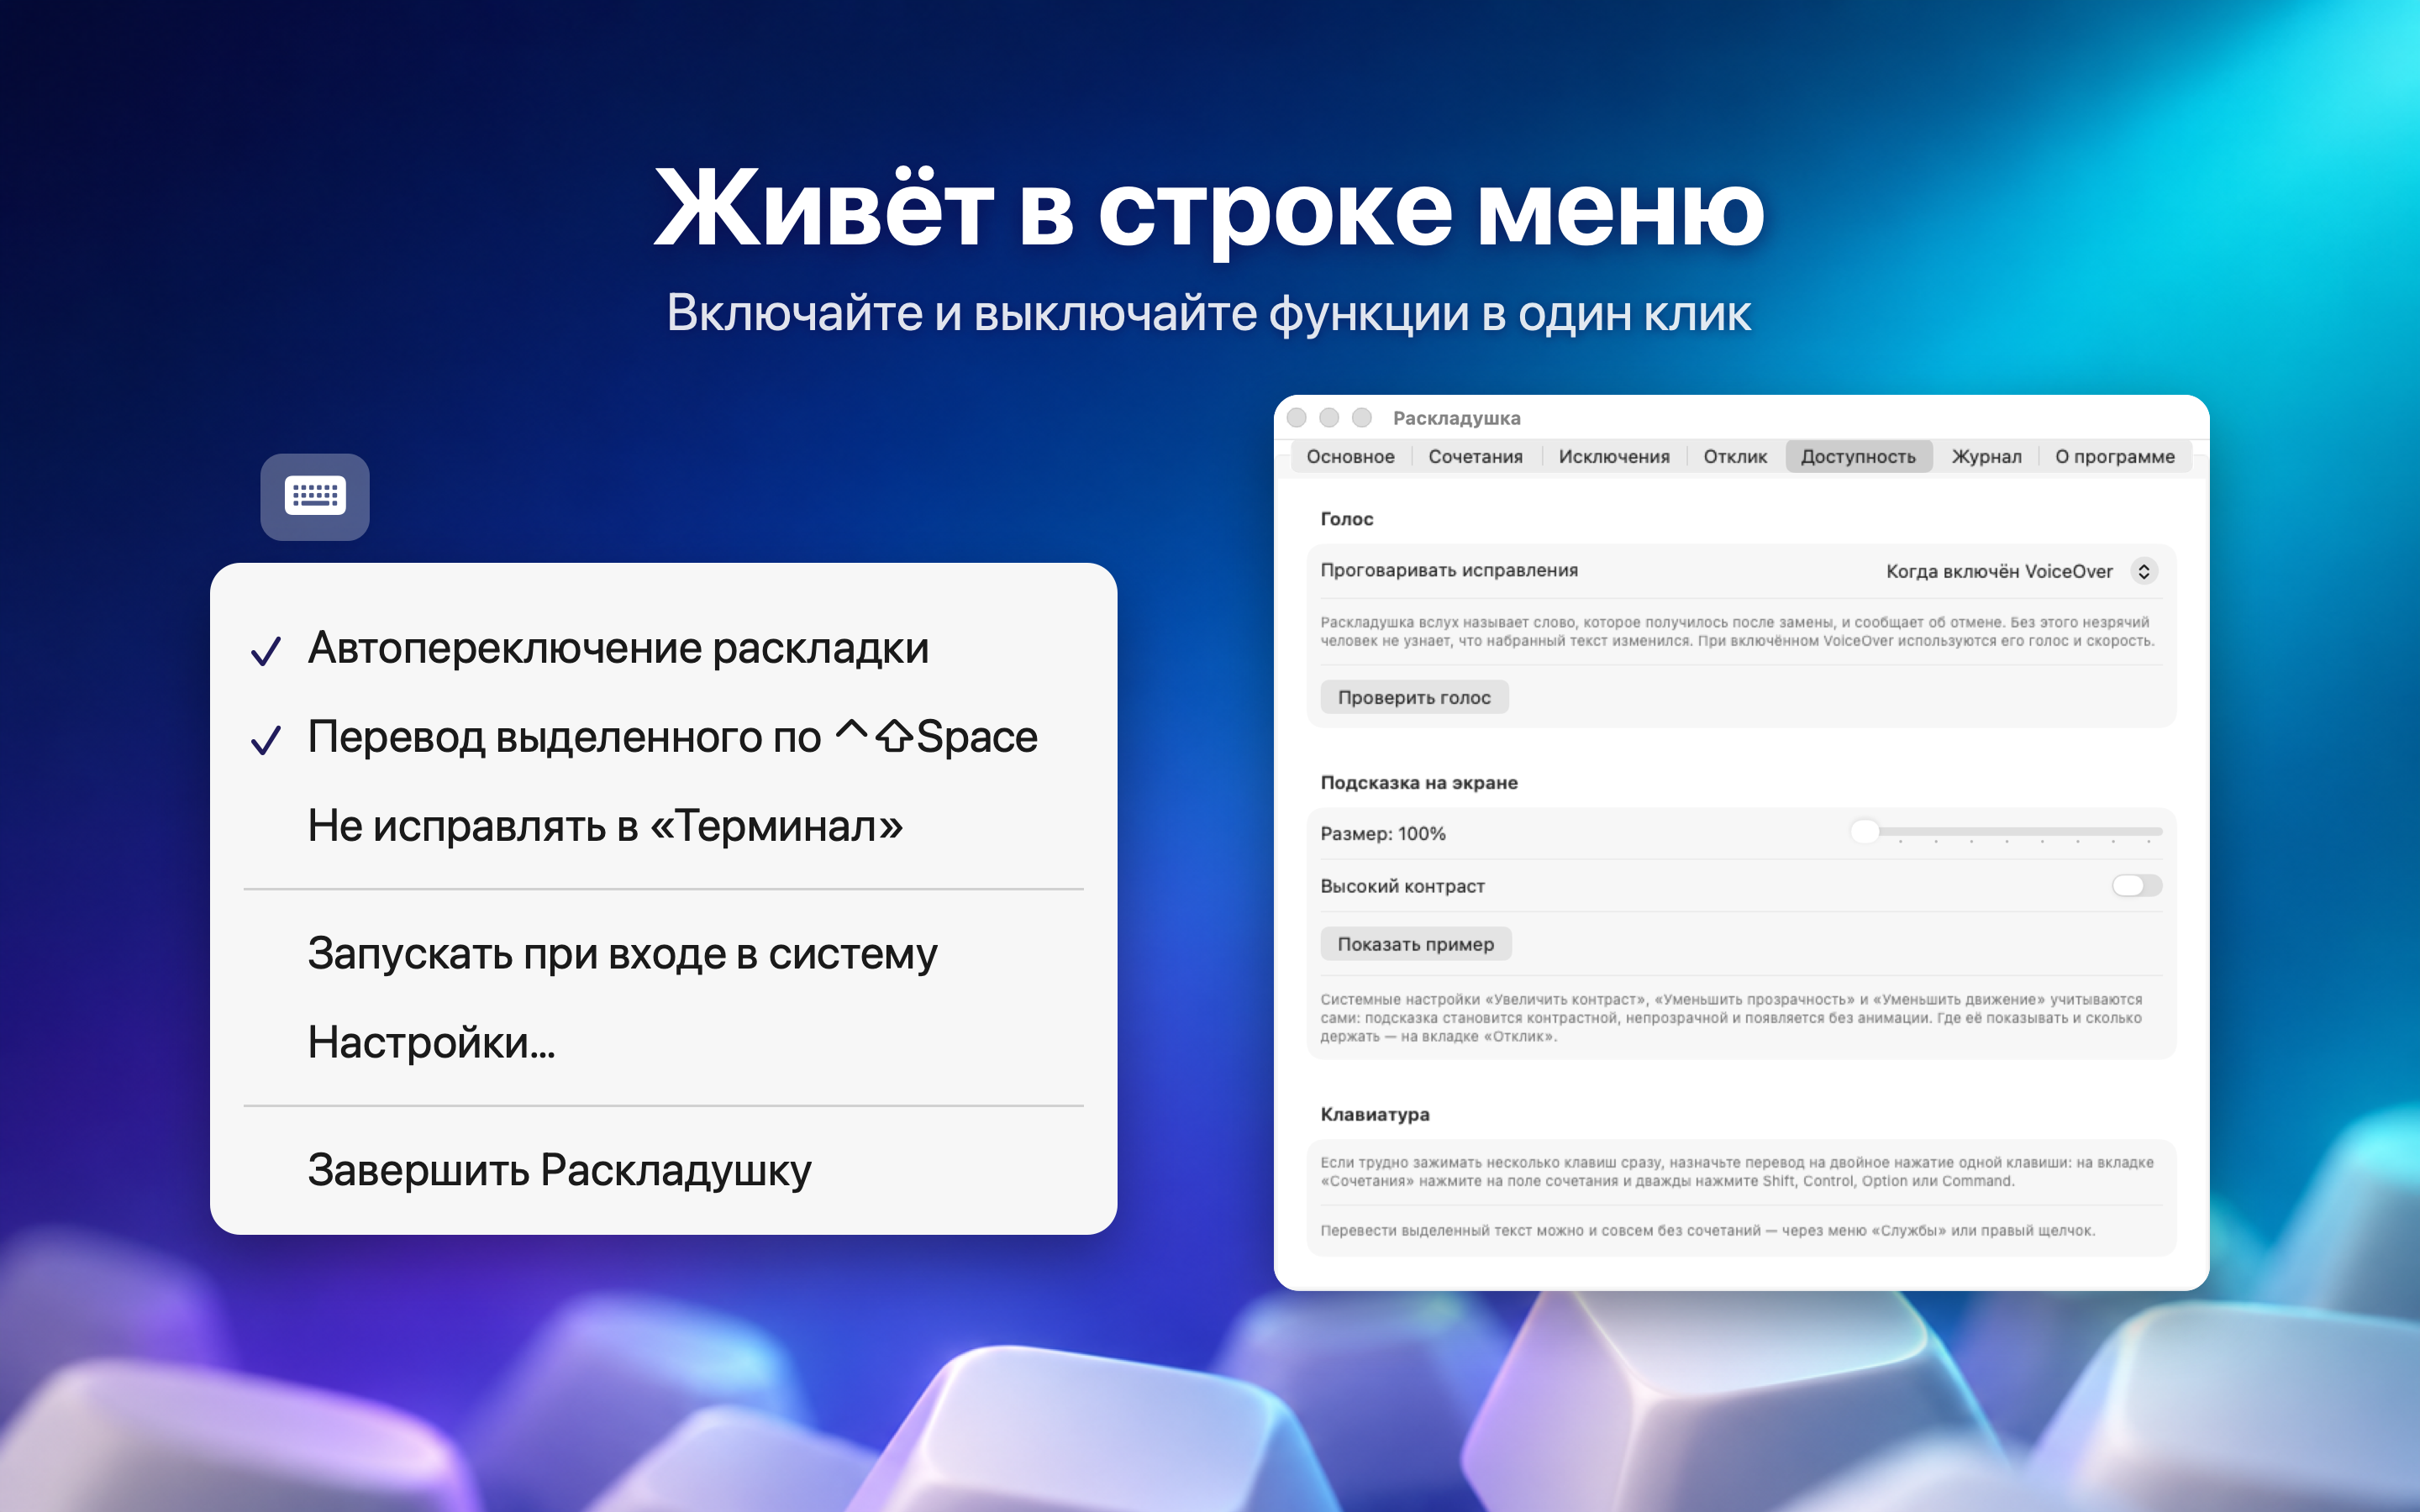 Живёт в строке меню
Включайте и выключайте функции в один клик
Автопереключение раскладки
Перевод выделенного по ⌃⇧Space
Не исправлять в «Терминал»
Запускать при входе в систему
Настройки...
Завершить Раскладушку
Раскладушка
Основное Сочетания Исключения Отклик Доступность Журнал О программе
Голос
Проговаривать исправления Когда включён VoiceOver
Раскладушка вслух называет слово, которое получилось после замены, и сообщает об отмене. Без этого незрячий
человек не узнает, что набранный текст изменился. При включённом VoiceOver используются его голос и скорость.
Проверить голос
Подсказка на экране
Размер: 100%
Высокий контраст
Показать пример
Системные настройки «Увеличить контраст», «Уменьшить прозрачность» и «Уменьшить движение» учитываются
сами: подсказка становится контрастной, непрозрачной и появляется без анимации. Где её показывать и сколько
держать — на вкладке «Отклик».
Клавиатура
Если трудно зажимать несколько клавиш сразу, назначьте перевод на двойное нажатие одной клавиши: на вкладке
«Сочетания» нажмите на поле сочетания и дважды нажмите Shift, Control, Option или Command.
Перевести выделенный текст можно и совсем без сочетаний — через меню «Службы» или правый щелчок.